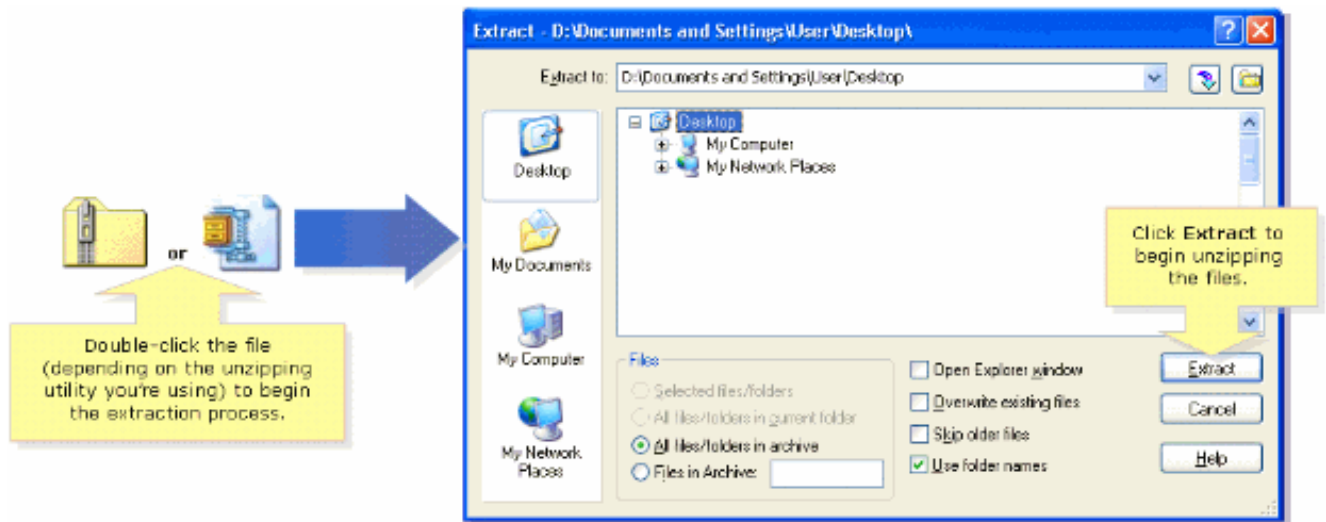 Extract - D:\Documents and Settings\User\Desktop\
Extract to: D:\Documents and Settings\User\Desktop
Desktop
My Documents
My Computer
My Network
Places
Desktop
My Computer
My Network Places
or
Double-click the file
(depending on the unzipping
utility you're using) to begin
the extraction process.
Click Extract to
begin unzipping
the files.
Files
Selected files/folders
All files/folders in current folder
All files/folders in archive
Files in Archive:
Open Explorer window
Overwrite existing files
Skip older files
Use folder names
Extract
Cancel
Help